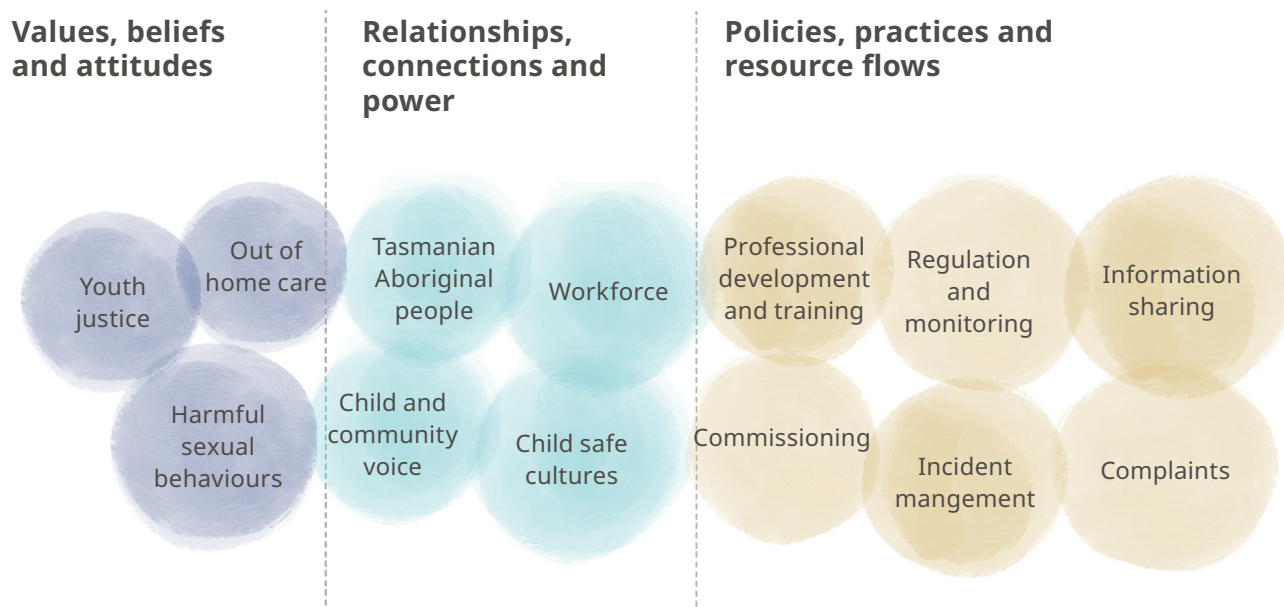 Values, beliefs
and attitudes
Relationships,
connections and
power
Policies, practices and
resource flows
Youth
justice
Out of
home care
Harmful
sexual
behaviours
Tasmanian
Aboriginal
people
Workforce
Child and
community
voice
Child safe
cultures
Professional
development
and training
Regulation
and
monitoring
Information
sharing
Commissioning
Incident
mangement
Complaints